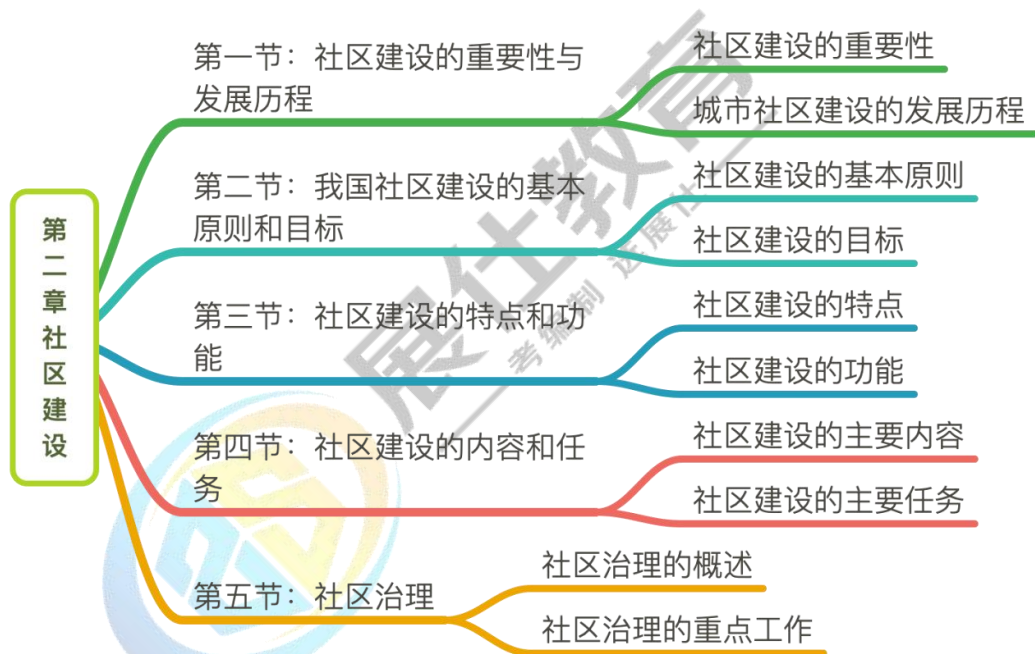 第二章社区建设
第一节：社区建设的重要性与
发展历程
社区建设的重要性
城市社区建设的发展历程
第二节：我国社区建设的基本
原则和目标
社区建设的基本原则
社区建设的目标
第三节：社区建设的特点和功
能
社区建设的特点
社区建设的功能
第四节：社区建设的内容和任
务
社区建设的主要内容
社区建设的主要任务
第五节：社区治理
社区治理的概述
社区治理的重点工作
展仕教育
考编制 选展仕